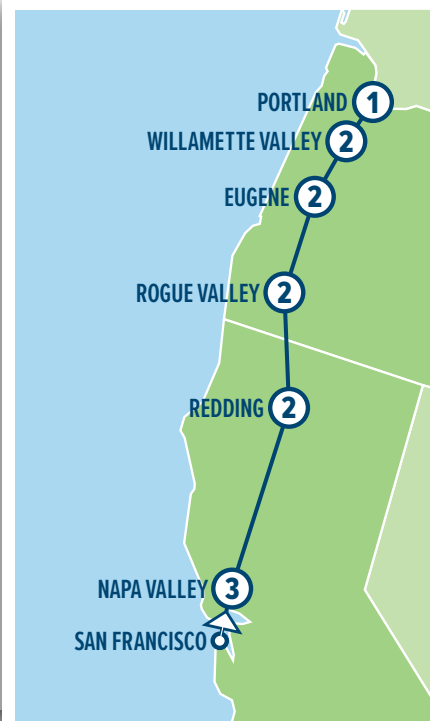 PORTLAND 1
WILLAMETTE VALLEY 2
EUGENE 2
ROGUE VALLEY 2
REDDING 2
NAPA VALLEY 3
SAN FRANCISCO